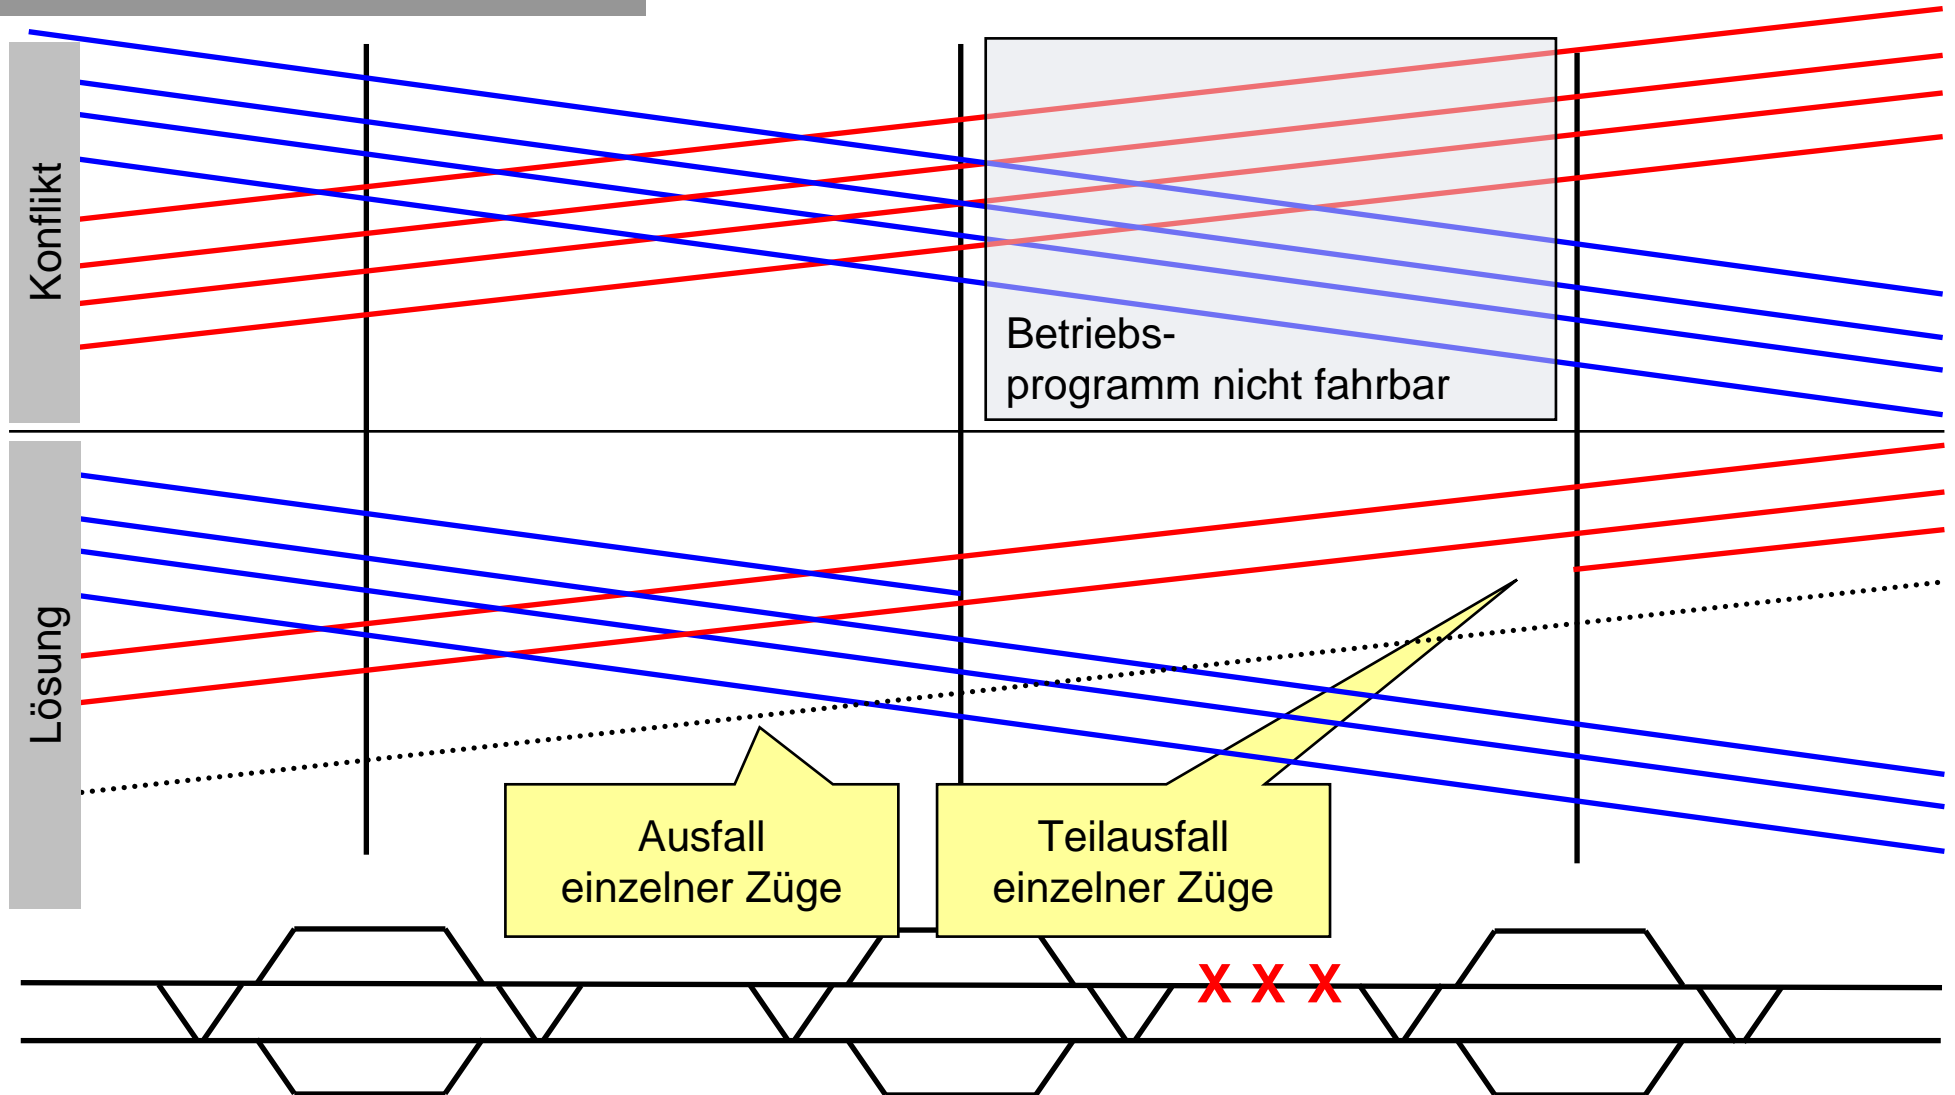 Konflikt
Betriebs-
programm nicht fahrbar
Lösung
Ausfall
einzelner Züge
Teilausfall
einzelner Züge
X X X